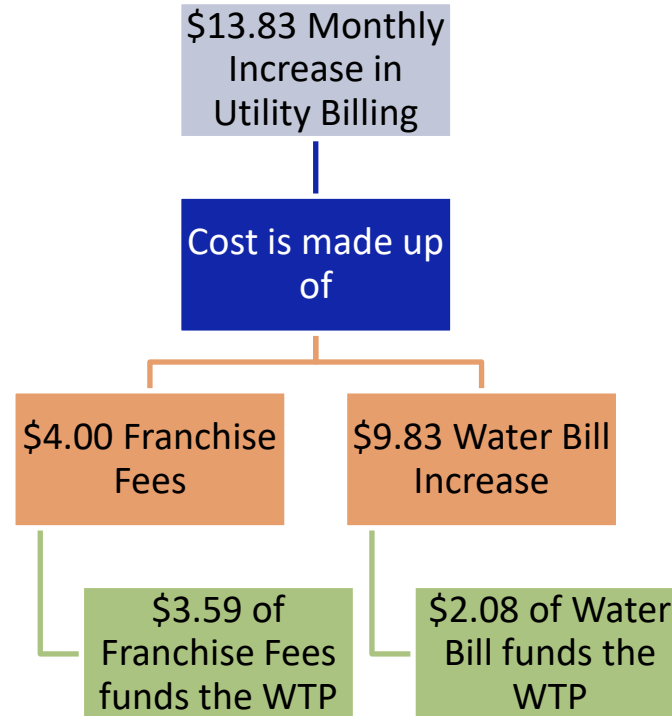 $13.83 Monthly
Increase in
Utility Billing
Cost is made up
of
$4.00 Franchise
Fees
$9.83 Water Bill
Increase
$3.59 of
Franchise Fees
funds the WTP
$2.08 of Water
Bill funds the
WTP